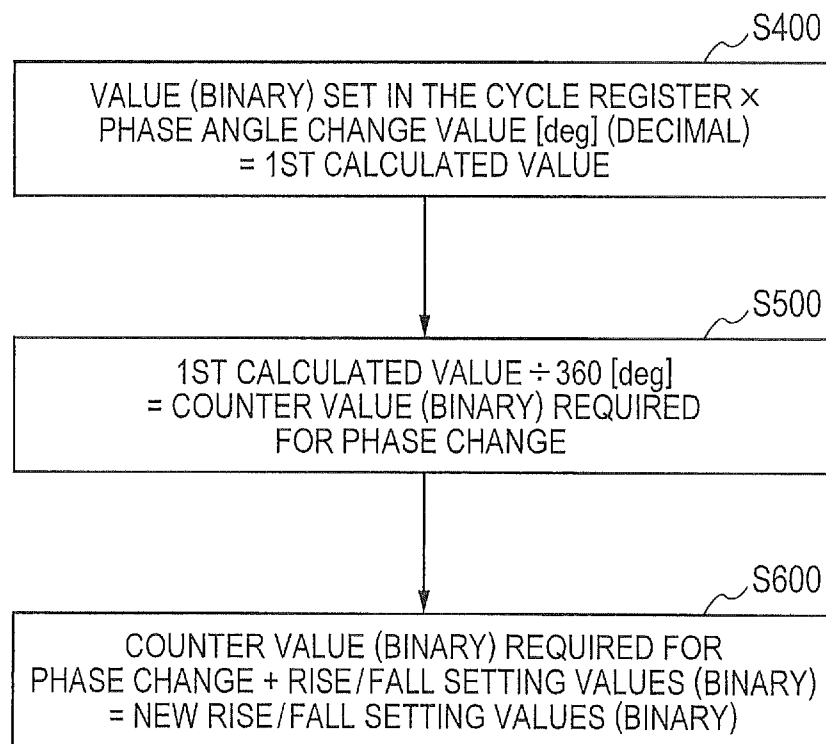 S400
VALUE (BINARY) SET IN THE CYCLE REGISTER ×
PHASE ANGLE CHANGE VALUE [deg] (DECIMAL)
= 1ST CALCULATED VALUE
S500
1ST CALCULATED VALUE ÷ 360 [deg]
= COUNTER VALUE (BINARY) REQUIRED
FOR PHASE CHANGE
S600
COUNTER VALUE (BINARY) REQUIRED FOR
PHASE CHANGE + RISE/FALL SETTING VALUES (BINARY)
= NEW RISE/FALL SETTING VALUES (BINARY)